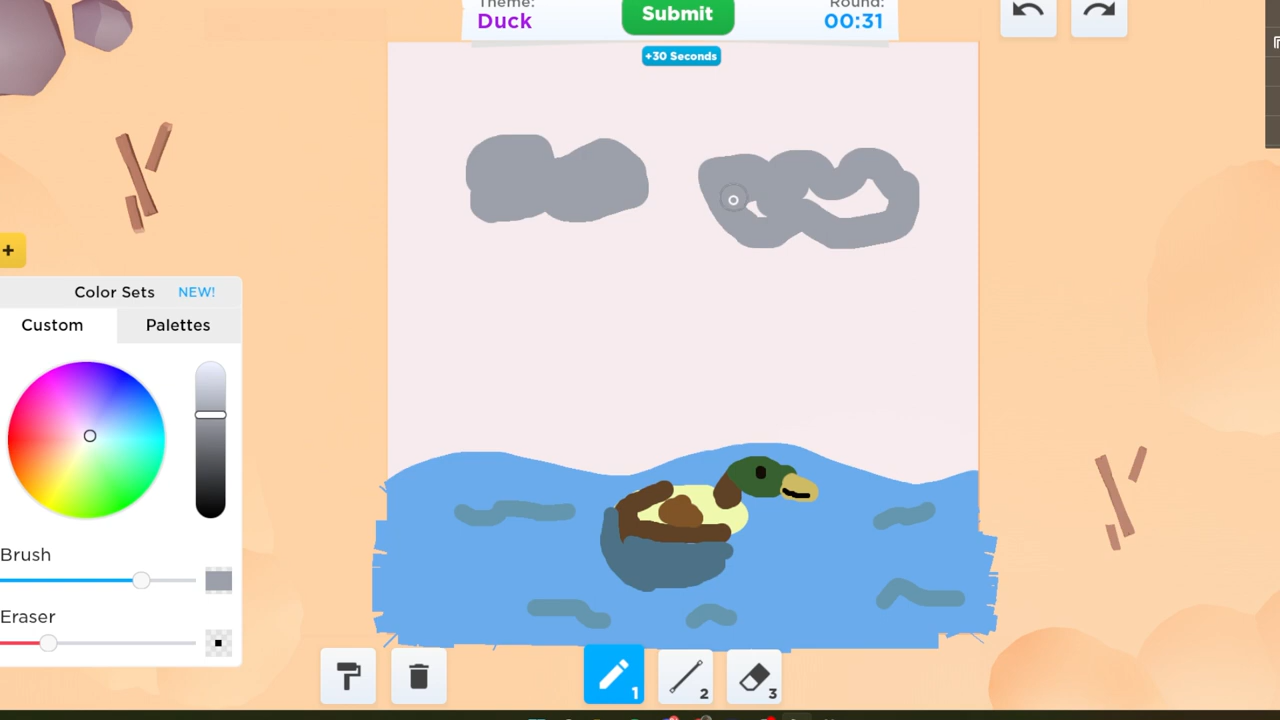 Theme:
Duck
Submit
Round:
00:31
+30 Seconds
+
Color Sets NEW!
Custom Palettes
Brush
Eraser
1
2
3